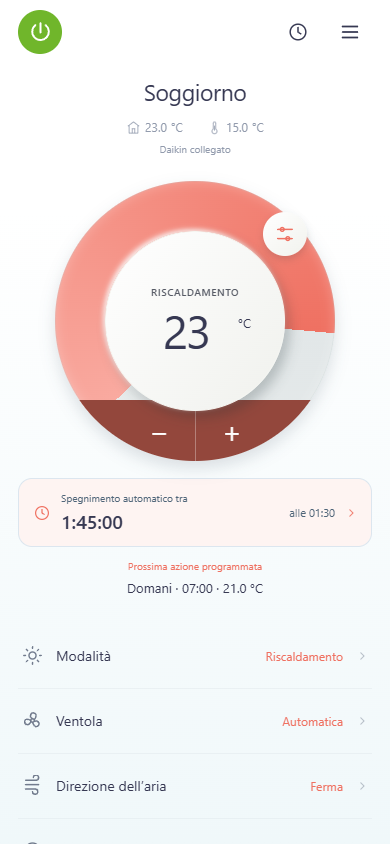 Soggiorno
23.0 °C 15.0 °C
Daikin collegato
RISCALDAMENTO
23 °C
− +
Spegnimento automatico tra
1:45:00
alle 01:30
Prossima azione programmata
Domani · 07:00 · 21.0 °C
Modalità Riscaldamento
Ventola Automatica
Direzione dell’aria Ferma